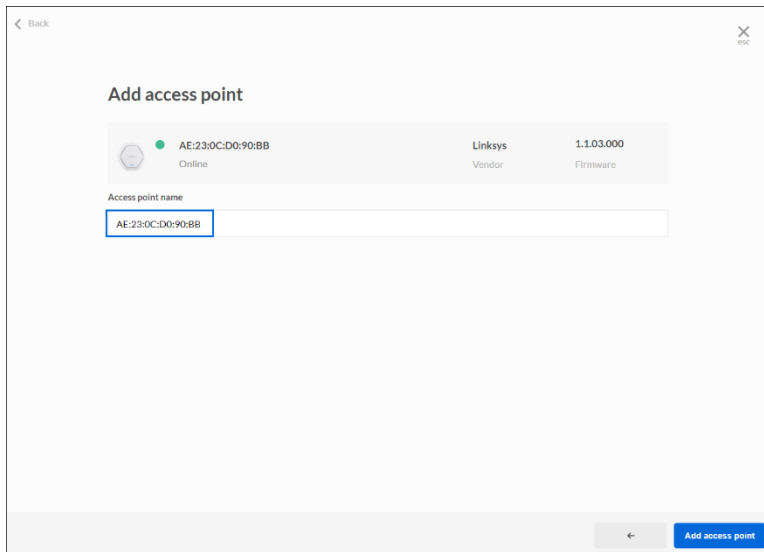 Back
esc
Add access point
AE:23:0C:D0:90:BB Linksys 1.1.03.000
Online Vendor Firmware
Access point name
AE:23:0C:D0:90:BB
Add access point